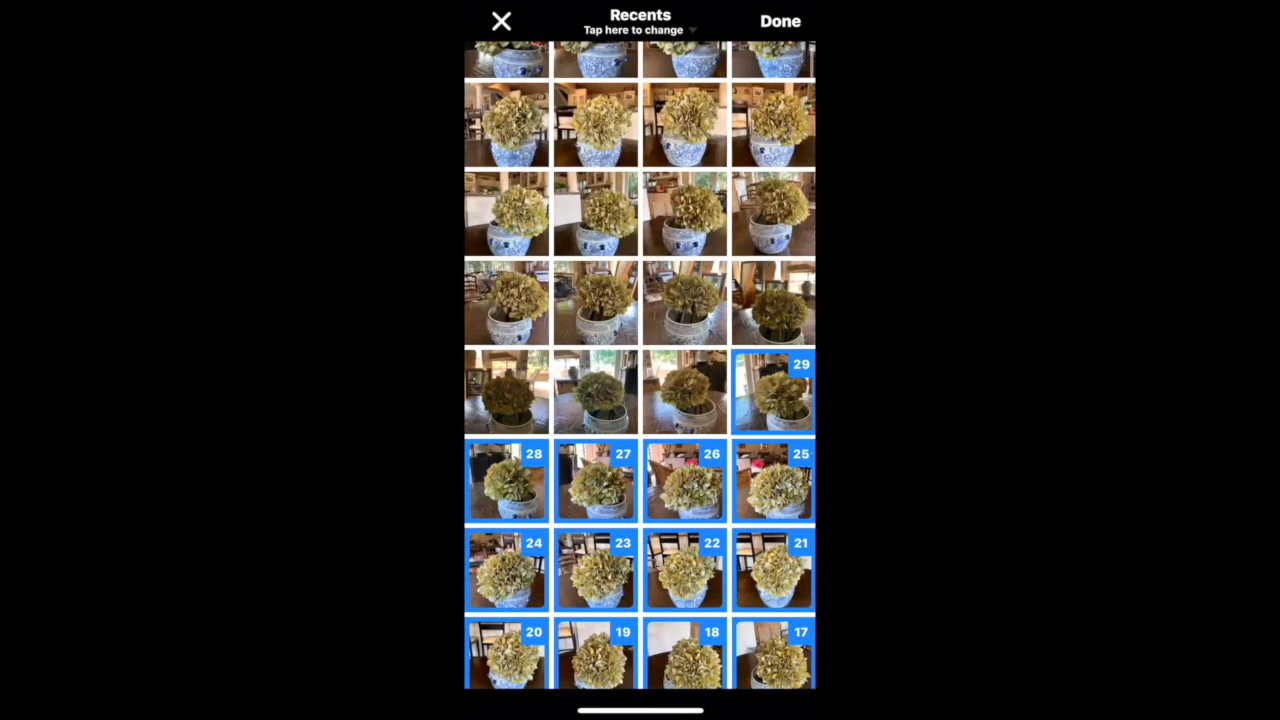 Recents
Tap here to change
Done
29
28 27 26 25
24 23 22 21
20 19 18 17